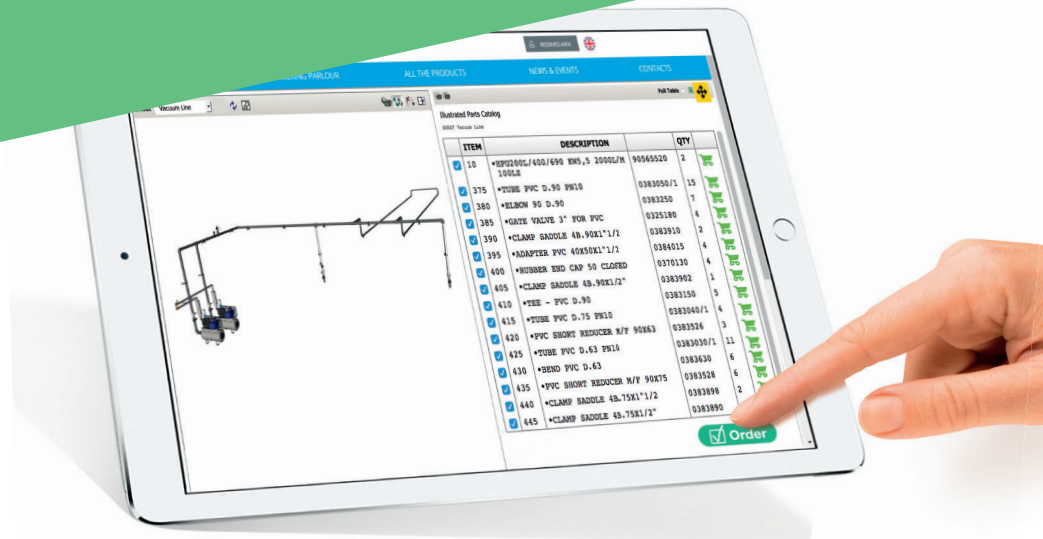 RESERVED AREA
PARLOUR ALL THE PRODUCTS NEWS & EVENTS CONTACTS
Vacuum Line
Full Table
Illustrated Parts Catalog
Vacuum Line
ITEM DESCRIPTION QTY
10 •HPU200L/400/690 KW5,5 2000L/M 90565520 2
100LZ
375 •TUBE PVC D.90 PN10 0383050/1 15
380 •ELBOW 90 D.90 0383250 7
385 •GATE VALVE 3" FOR PVC 0325180 4
390 •CLAMP SADDLE 4B.90X1"1/2 0383910 2
395 •ADAPTER PVC 40X50X1"1/2 0384015 4
400 •RUBBER END CAP 50 CLOSED 0370130 4
405 •CLAMP SADDLE 4B.90X1/2" 0383902 1
410 •TEE - PVC D.90 0383150 5
415 •TUBE PVC D.75 PN10 0383040/1 4
420 •PVC SHORT REDUCER M/F 90X63 0383526 3
425 •TUBE PVC D.63 PN10 0383030/1 11
430 •BEND PVC D.63 0383630 6
435 •PVC SHORT REDUCER M/F 90X75 0383528 6
440 •CLAMP SADDLE 4B.75X1"1/2 0383898 2
445 •CLAMP SADDLE 4B.75X1/2" 0383890
Order